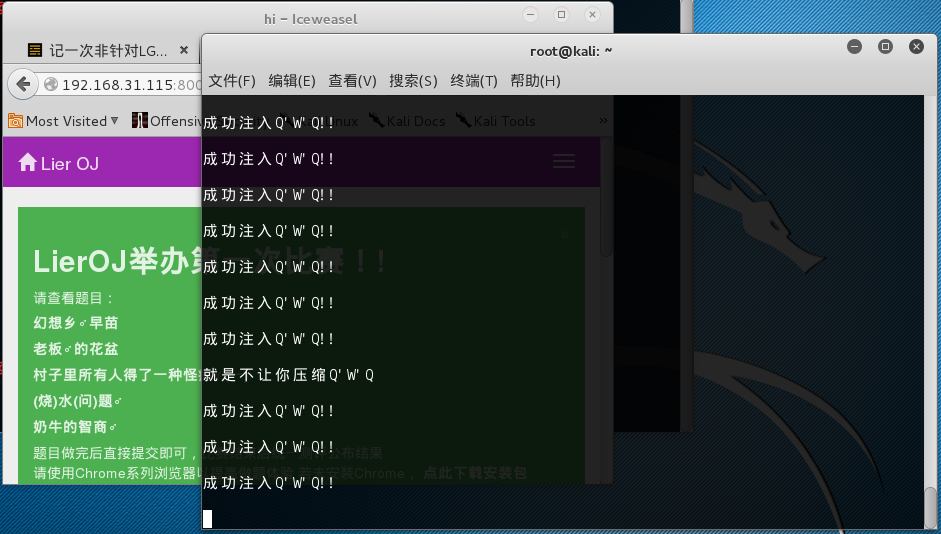 hi - Iceweasel
记一次非针对LG...
192.168.31.115:800
Most Visited
Offensiv
Linux
Kali Docs
Kali Tools
»
Lier OJ
LierOJ举办第一次比赛！!
请查看题目：
幻想乡♂早苗
老板♂的花盆
村子里所有人得了一种怪
(烧)水(问)题♂
奶牛的智商♂
题目做完后直接提交即可，
公布结果
请使用Chrome系列浏览器以
若未安装Chrome， 点此下载安装包
root@kali: ~
文件(F) 编辑(E) 查看(V) 搜索(S) 终端(T) 帮助(H)
成功注入Q'W'Q!!
成功注入Q'W'Q!!
成功注入Q'W'Q!!
成功注入Q'W'Q!!
成功注入Q'W'Q!!
成功注入Q'W'Q!!
成功注入Q'W'Q!!
就是不让你压缩Q'W'Q
成功注入Q'W'Q!!
成功注入Q'W'Q!!
成功注入Q'W'Q!!